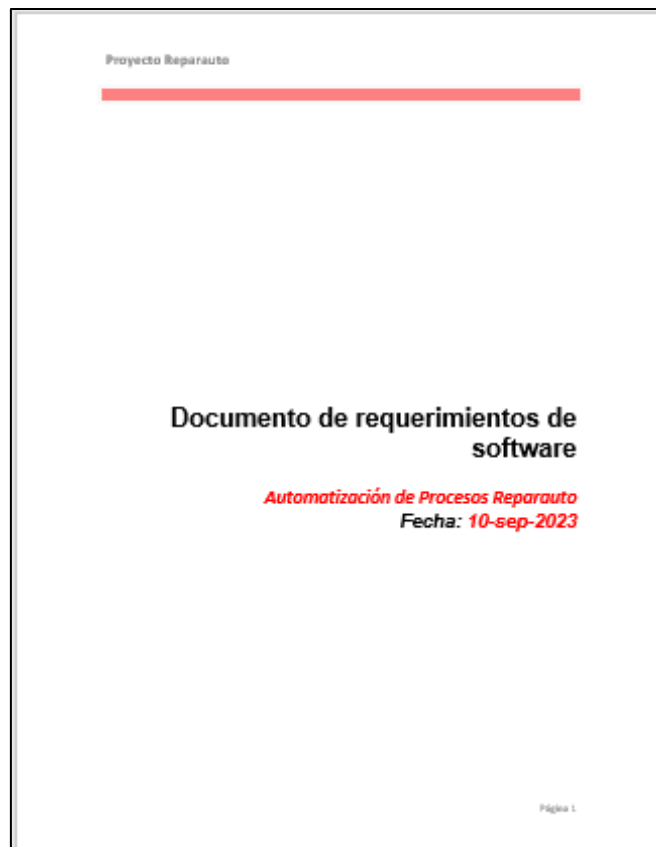 Proyecto Reparauto
Documento de requerimientos de
software
Automatización de Procesos Reparauto
Fecha: 10-sep-2023
Página 1